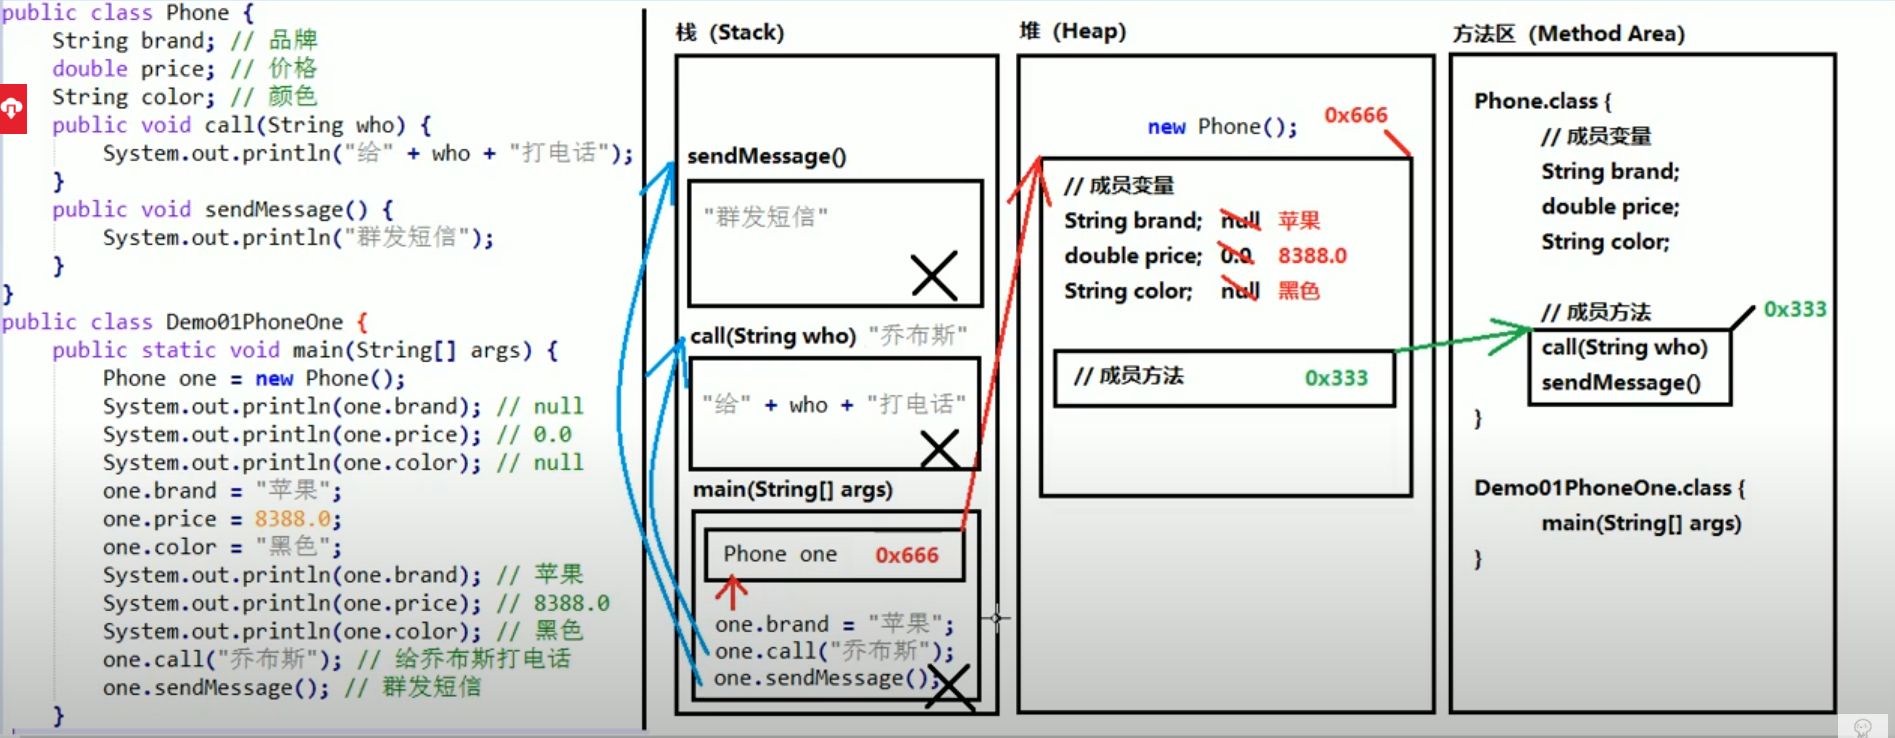 public class Phone {
String brand; // 品牌
double price; // 价格
String color; // 颜色
public void call(String who) {
System.out.println("给" + who + "打电话");
}
public void sendMessage() {
System.out.println("群发短信");
}
}
public class Demo01PhoneOne {
public static void main(String[] args) {
Phone one = new Phone();
System.out.println(one.brand); // null
System.out.println(one.price); // 0.0
System.out.println(one.color); // null
one.brand = "苹果";
one.price = 8388.0;
one.color = "黑色";
System.out.println(one.brand); // 苹果
System.out.println(one.price); // 8388.0
System.out.println(one.color); // 黑色
one.call("乔布斯"); // 给乔布斯打电话
one.sendMessage(); // 群发短信
}
栈（Stack）
sendMessage()
"群发短信"
call(String who) "乔布斯"
"给" + who + "打电话"
main(String[] args)
Phone one 0x666
one.brand = "苹果";
one.call("乔布斯");
one.sendMessage();
堆（Heap）
new Phone(); 0x666
// 成员变量
String brand; null 苹果
double price; 0.0 8388.0
String color; null 黑色
// 成员方法 0x333
方法区（Method Area）
Phone.class {
// 成员变量
String brand;
double price;
String color;
// 成员方法 0x333
call(String who)
sendMessage()
}
Demo01PhoneOne.class {
main(String[] args)
}